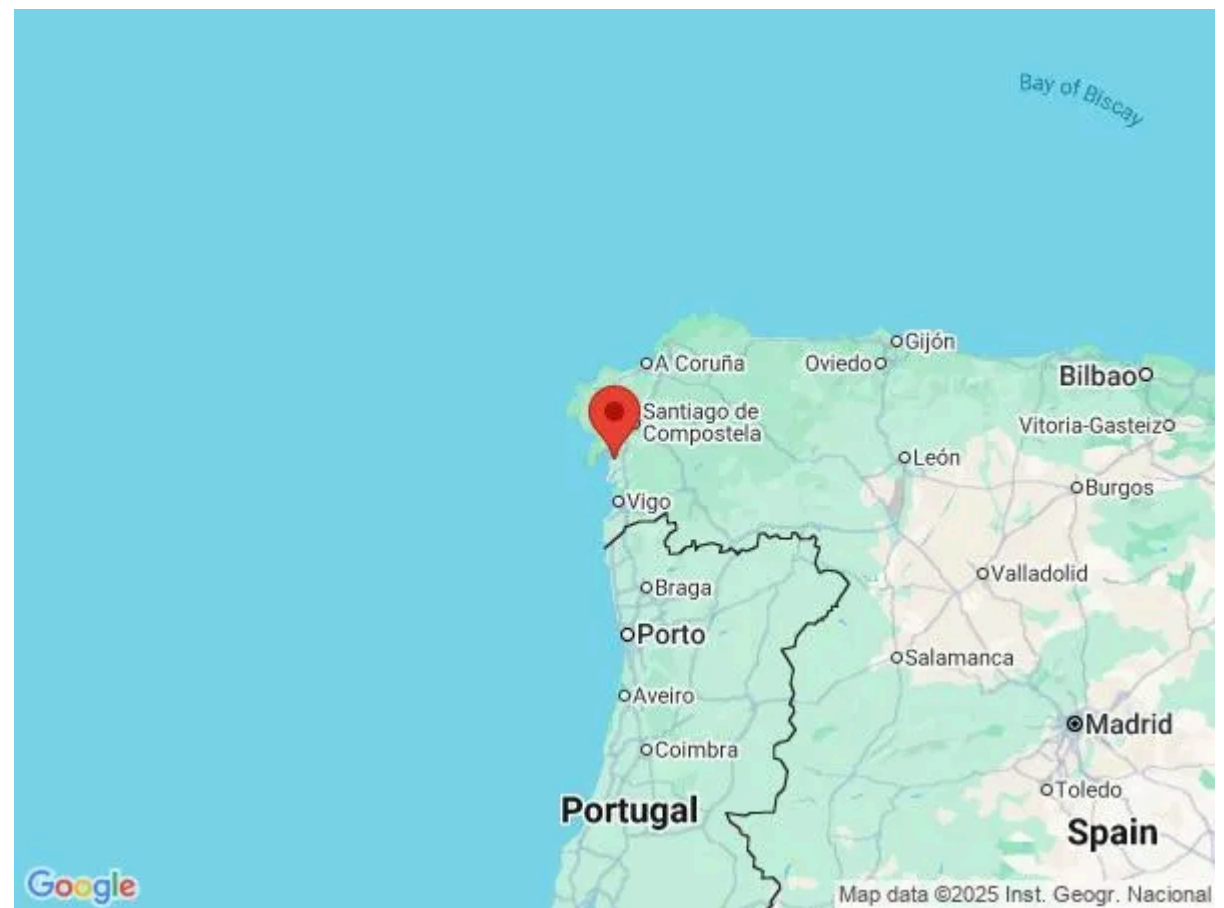 Bay of Biscay
A Coruña
Gijón
Oviedo
Bilbao
Santiago de
Compostela
Vitoria-Gasteiz
León
Burgos
Vigo
Valladolid
Braga
Porto
Salamanca
Aveiro
Madrid
Coimbra
Toledo
Portugal
Spain
Google
Map data ©2025 Inst. Geogr. Nacional